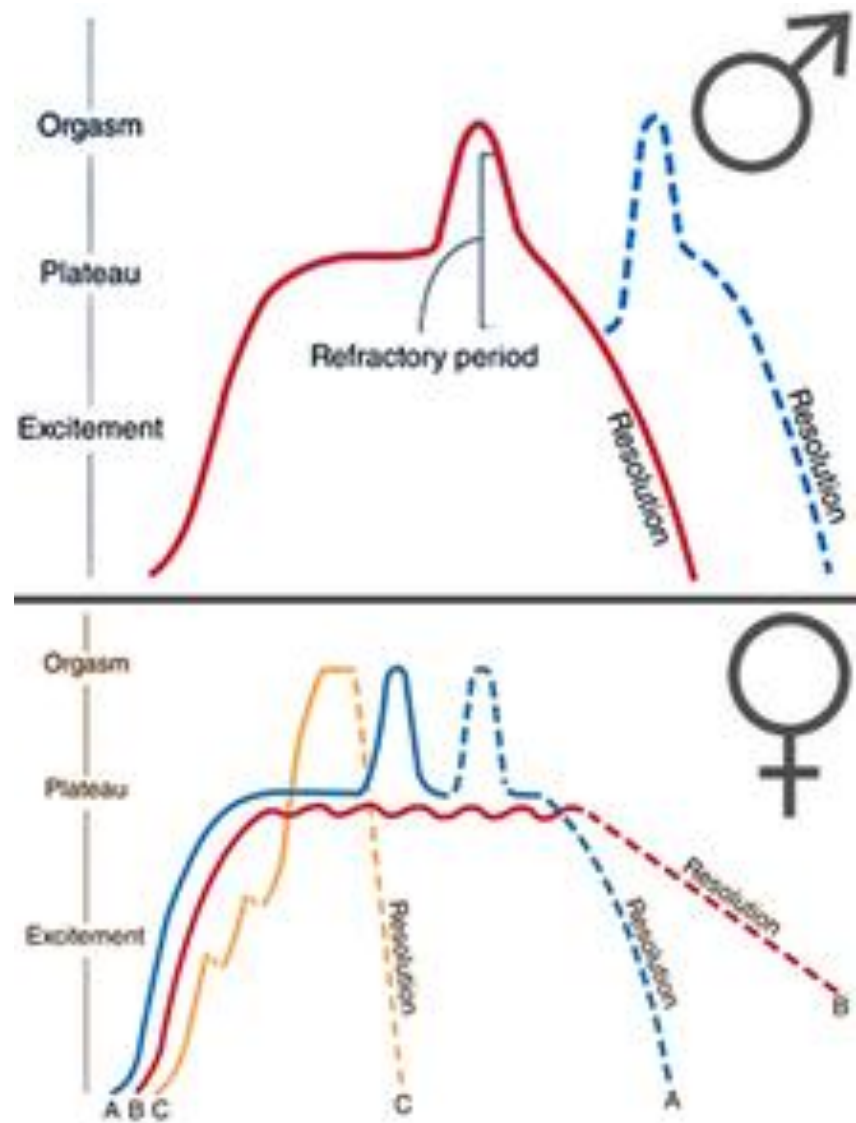 Orgasm
Plateau
Refractory period
Excitement
Resolution
Resolution
Orgasm
Plateau
Excitement
Resolution
Resolution
Resolution
B
A B C
C
A